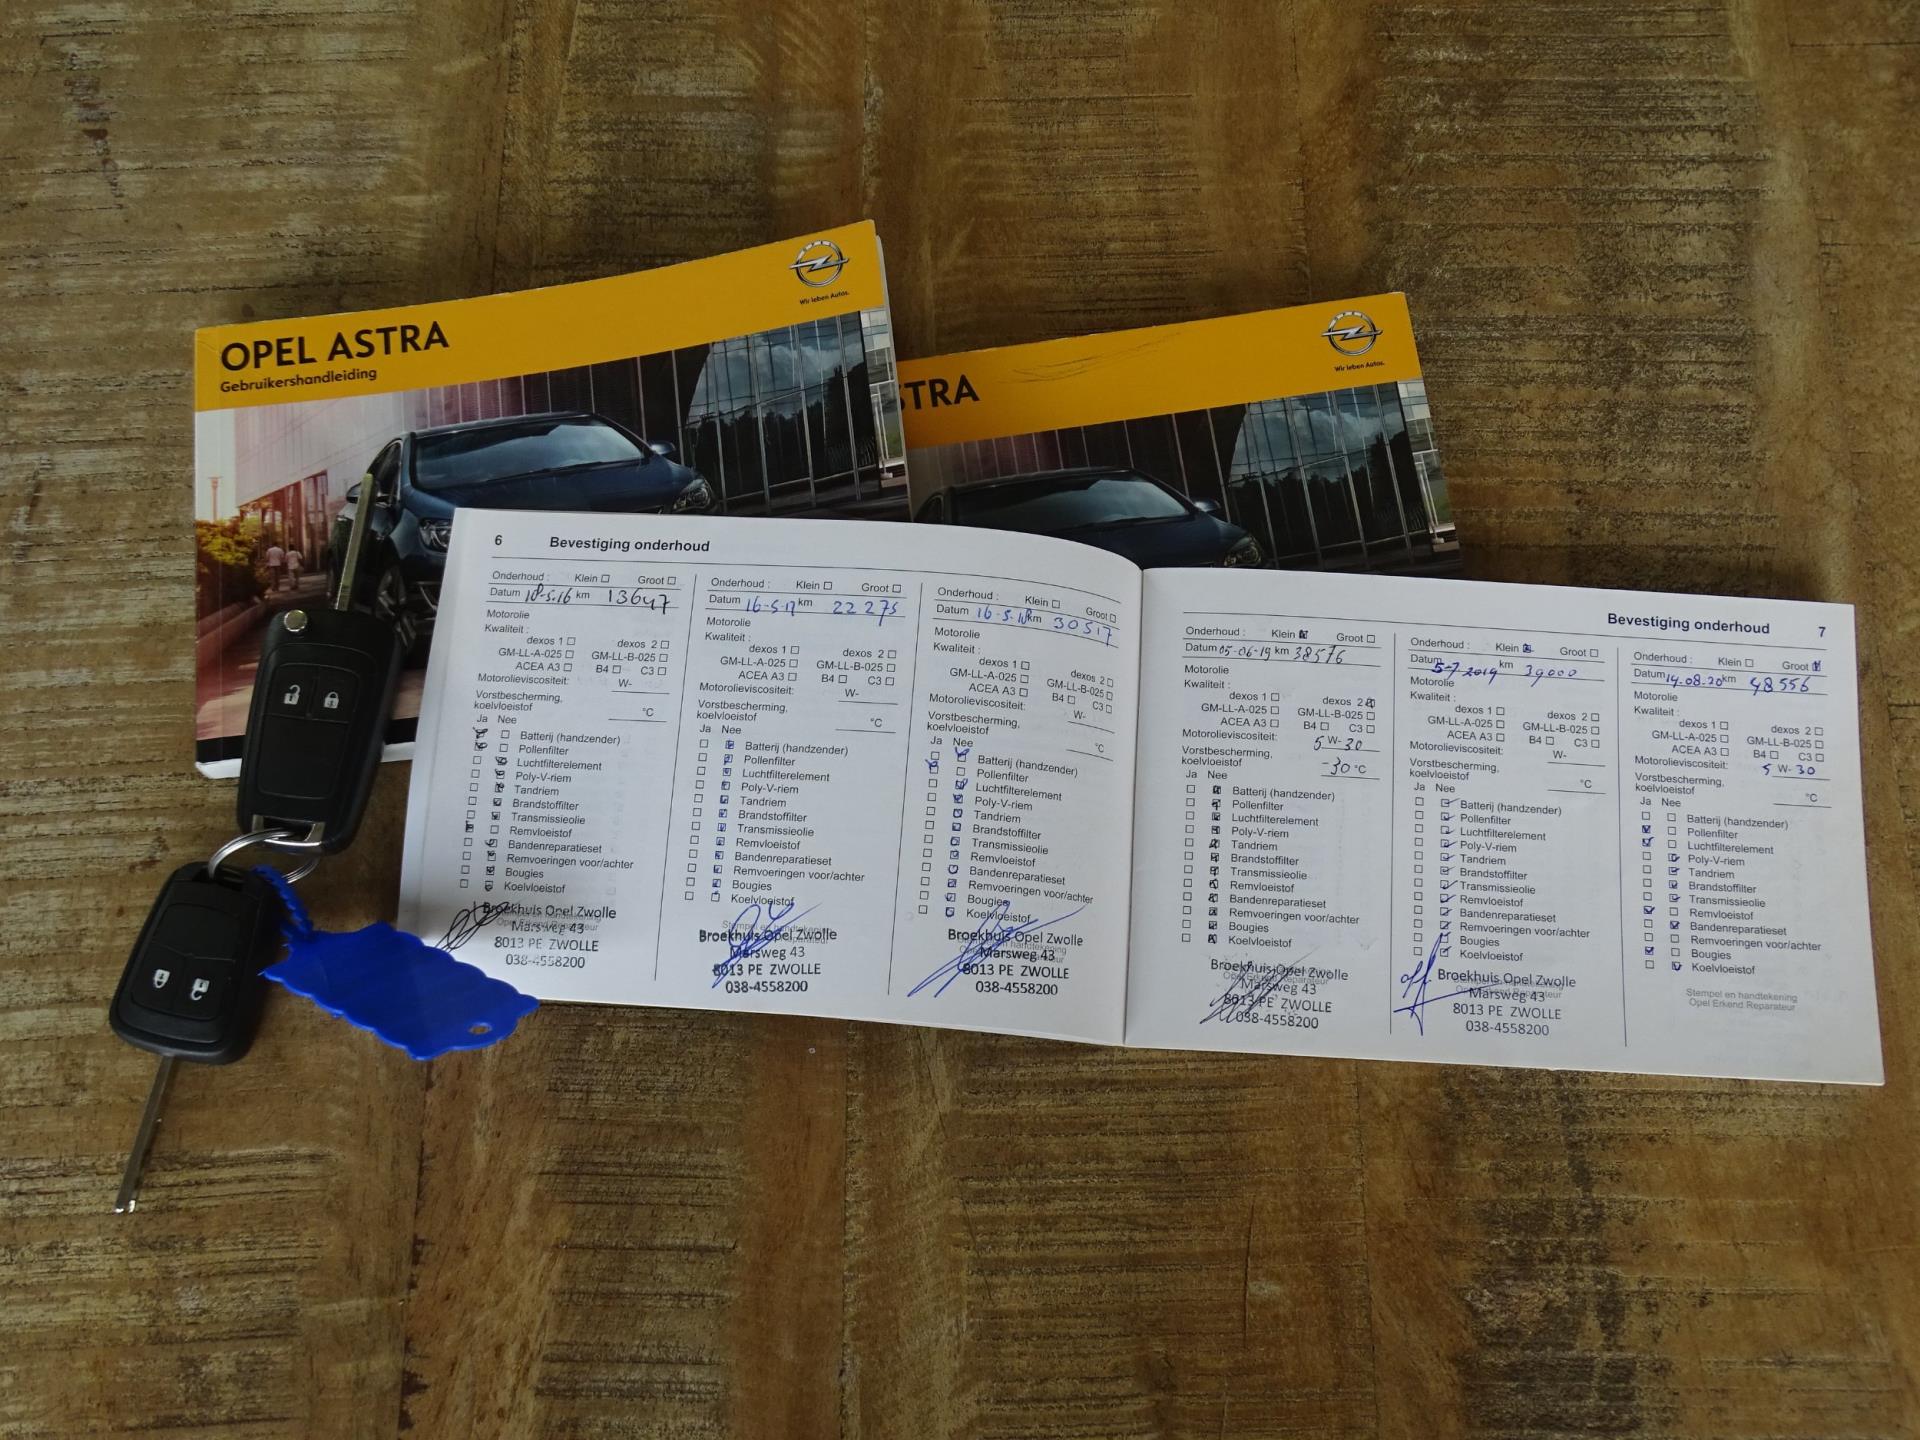 OPEL ASTRA
Gebruikershandleiding
OPEL
Wir leben Autos.
STRA
OPEL
Wir leben Autos.
6 Bevestiging onderhoud
Onderhoud : Klein Groot
Datum 18-5-16 km 13647
Motorolie
Kwaliteit :
dexos 1 dexos 2
GM-LL-A-025 GM-LL-B-025
ACEA A3 B4 C3
Motorolieviscositeit: W-
Vorstbescherming,
koelvloeistof °C
Ja Nee
Batterij (handzender)
Pollenfilter
Luchtfilterelement
Poly-V-riem
Tandriem
Brandstoffilter
Transmissieolie
Remvloeistof
Bandenreparatieset
Remvoeringen voor/achter
Bougies
Koelvloeistof
Broekhuis Opel Zwolle
Marsweg 43
8013 PE ZWOLLE
038-4558200
Onderhoud : Klein Groot
Datum 16-5-17 km 22275
Motorolie
Kwaliteit :
dexos 1 dexos 2
GM-LL-A-025 GM-LL-B-025
ACEA A3 B4 C3
Motorolieviscositeit: W-
Vorstbescherming,
koelvloeistof °C
Ja Nee
Batterij (handzender)
Pollenfilter
Luchtfilterelement
Poly-V-riem
Tandriem
Brandstoffilter
Transmissieolie
Remvloeistof
Bandenreparatieset
Remvoeringen voor/achter
Bougies
Koelvloeistof
Broekhuis Opel Zwolle
Marsweg 43
8013 PE ZWOLLE
038-4558200
Onderhoud : Klein Groot
Datum 16-5-18 km 30517
Motorolie
Kwaliteit :
dexos 1 dexos 2
GM-LL-A-025 GM-LL-B-025
ACEA A3 B4 C3
Motorolieviscositeit: W-
Vorstbescherming,
koelvloeistof °C
Ja Nee
Batterij (handzender)
Pollenfilter
Luchtfilterelement
Poly-V-riem
Tandriem
Brandstoffilter
Transmissieolie
Remvloeistof
Bandenreparatieset
Remvoeringen voor/achter
Bougies
Koelvloeistof
Broekhuis Opel Zwolle
Marsweg 43
8013 PE ZWOLLE
038-4558200
Bevestiging onderhoud 7
Onderhoud : Klein Groot
Datum 05-06-19 km 38576
Motorolie
Kwaliteit :
dexos 1 dexos 2
GM-LL-A-025 GM-LL-B-025
ACEA A3 B4 C3
Motorolieviscositeit: 5 W- 30
Vorstbescherming,
koelvloeistof -30 °C
Ja Nee
Batterij (handzender)
Pollenfilter
Luchtfilterelement
Poly-V-riem
Tandriem
Brandstoffilter
Transmissieolie
Remvloeistof
Bandenreparatieset
Remvoeringen voor/achter
Bougies
Koelvloeistof
Broekhuis Opel Zwolle
Marsweg 43
8013 PE ZWOLLE
038-4558200
Onderhoud : Klein Groot
Datum 5-7-2019 km 39000
Motorolie
Kwaliteit :
dexos 1 dexos 2
GM-LL-A-025 GM-LL-B-025
ACEA A3 B4 C3
Motorolieviscositeit: W-
Vorstbescherming,
koelvloeistof °C
Ja Nee
Batterij (handzender)
Pollenfilter
Luchtfilterelement
Poly-V-riem
Tandriem
Brandstoffilter
Transmissieolie
Remvloeistof
Bandenreparatieset
Remvoeringen voor/achter
Bougies
Koelvloeistof
Broekhuis Opel Zwolle
Marsweg 43
8013 PE ZWOLLE
038-4558200
Onderhoud : Klein Groot
Datum 14-08-20 km 48556
Motorolie
Kwaliteit :
dexos 1 dexos 2
GM-LL-A-025 GM-LL-B-025
ACEA A3 B4 C3
Motorolieviscositeit: 5 W- 30
Vorstbescherming,
koelvloeistof °C
Ja Nee
Batterij (handzender)
Pollenfilter
Luchtfilterelement
Poly-V-riem
Tandriem
Brandstoffilter
Transmissieolie
Remvloeistof
Bandenreparatieset
Remvoeringen voor/achter
Bougies
Koelvloeistof
Stempel en handtekening
Opel Erkend Reparateur